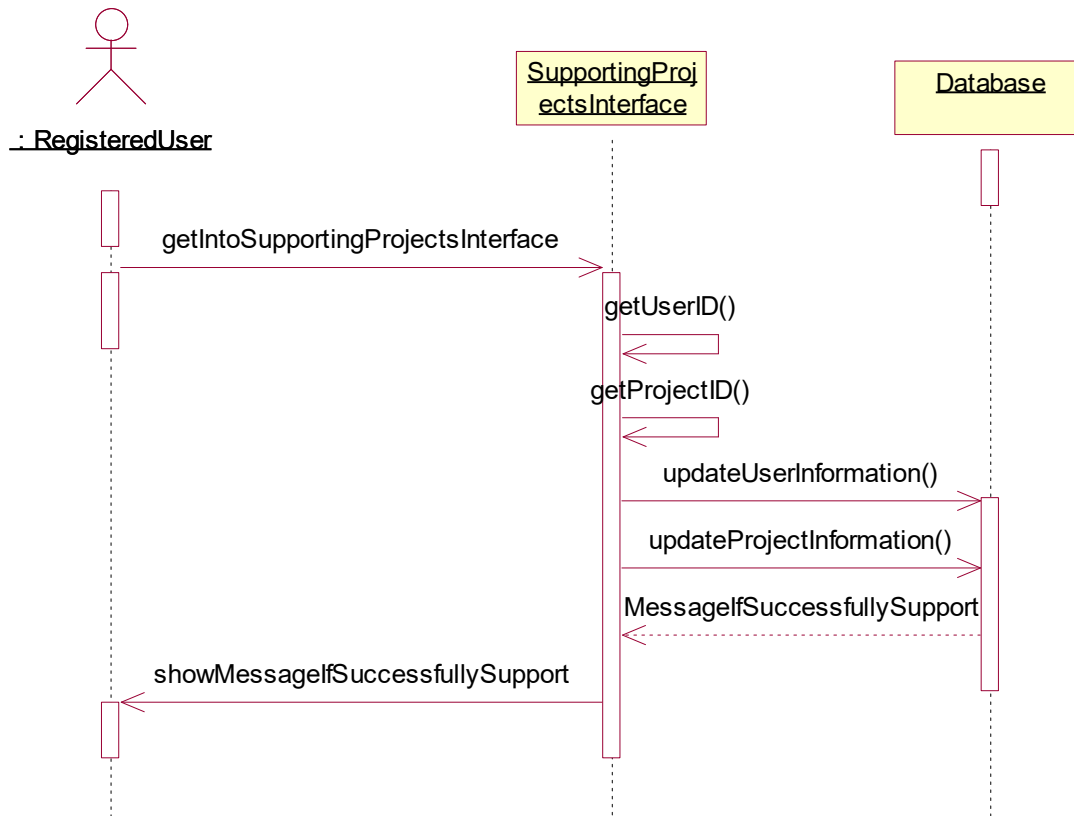 SupportingProj
ectsInterface
Database
: RegisteredUser
getIntoSupportingProjectsInterface
getUserID()
getProjectID()
updateUserInformation()
updateProjectInformation()
MessageIfSuccessfullySupport
showMessageIfSuccessfullySupport